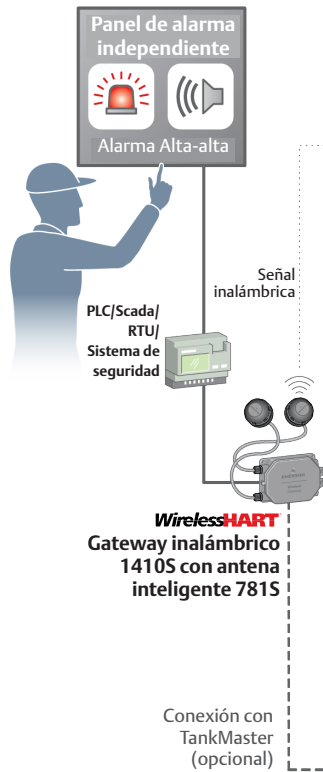 Panel de alarma
independiente
Alarma Alta-alta
Señal
inalámbrica
PLC/Scada/
RTU/
Sistema de
seguridad
WirelessHART
Gateway inalámbrico
1410S con antena
inteligente 781S
Conexión con
TankMaster
(opcional)